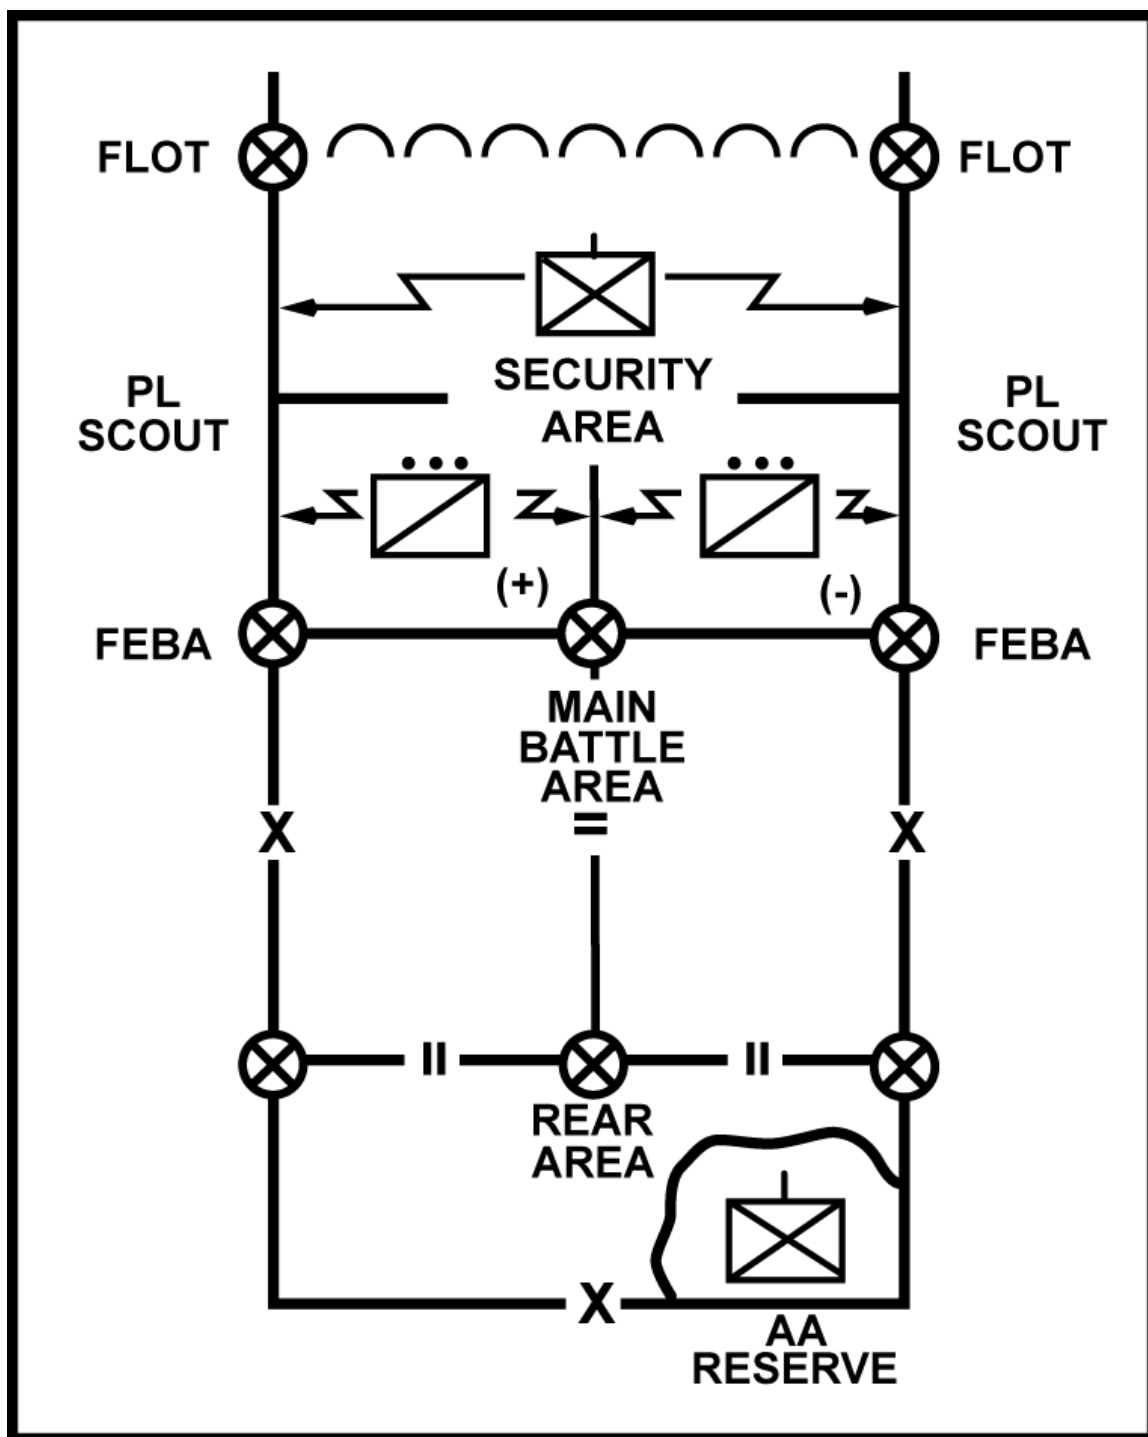 FLOT FLOT
SECURITY
AREA
PL
SCOUT
PL
SCOUT
(+) (-)
FEBA FEBA
MAIN
BATTLE
AREA
X = X
II II
REAR
AREA
X
AA
RESERVE